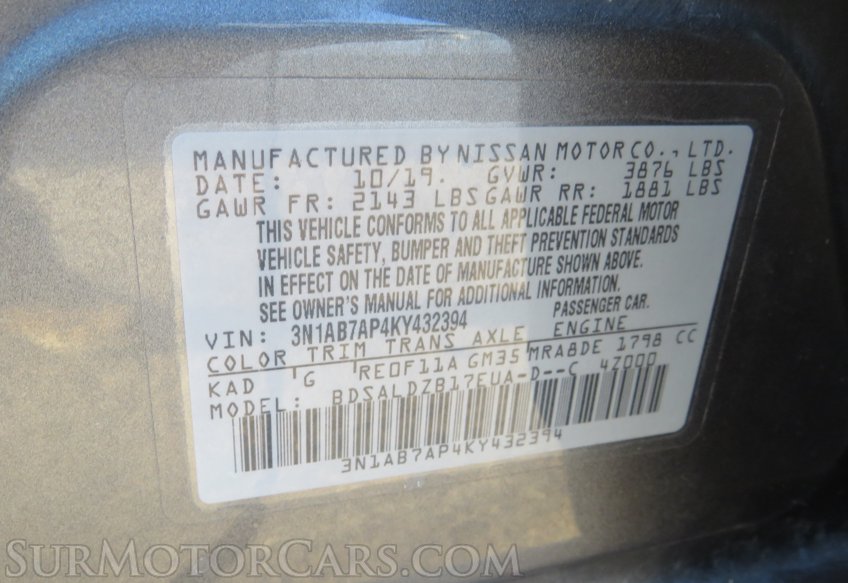 MANUFACTURED BY NISSAN MOTOR CO., LTD.
DATE: 10/19. GVWR: 3876 LBS
GAWR FR: 2143 LBS GAWR RR: 1881 LBS
THIS VEHICLE CONFORMS TO ALL APPLICABLE FEDERAL MOTOR
VEHICLE SAFETY, BUMPER AND THEFT PREVENTION STANDARDS
IN EFFECT ON THE DATE OF MANUFACTURE SHOWN ABOVE.
SEE OWNER'S MANUAL FOR ADDITIONAL INFORMATION.
VIN: 3N1AB7AP4KY432394 PASSENGER CAR.
COLOR TRIM TRANS AXLE ENGINE
KAD G RE0F11A GM35 MRA8DE 1798 CC
MODEL: BDSALDZB17EUA-D--C 4Z000
3N1AB7AP4KY432394
SURMOTORCARS.COM